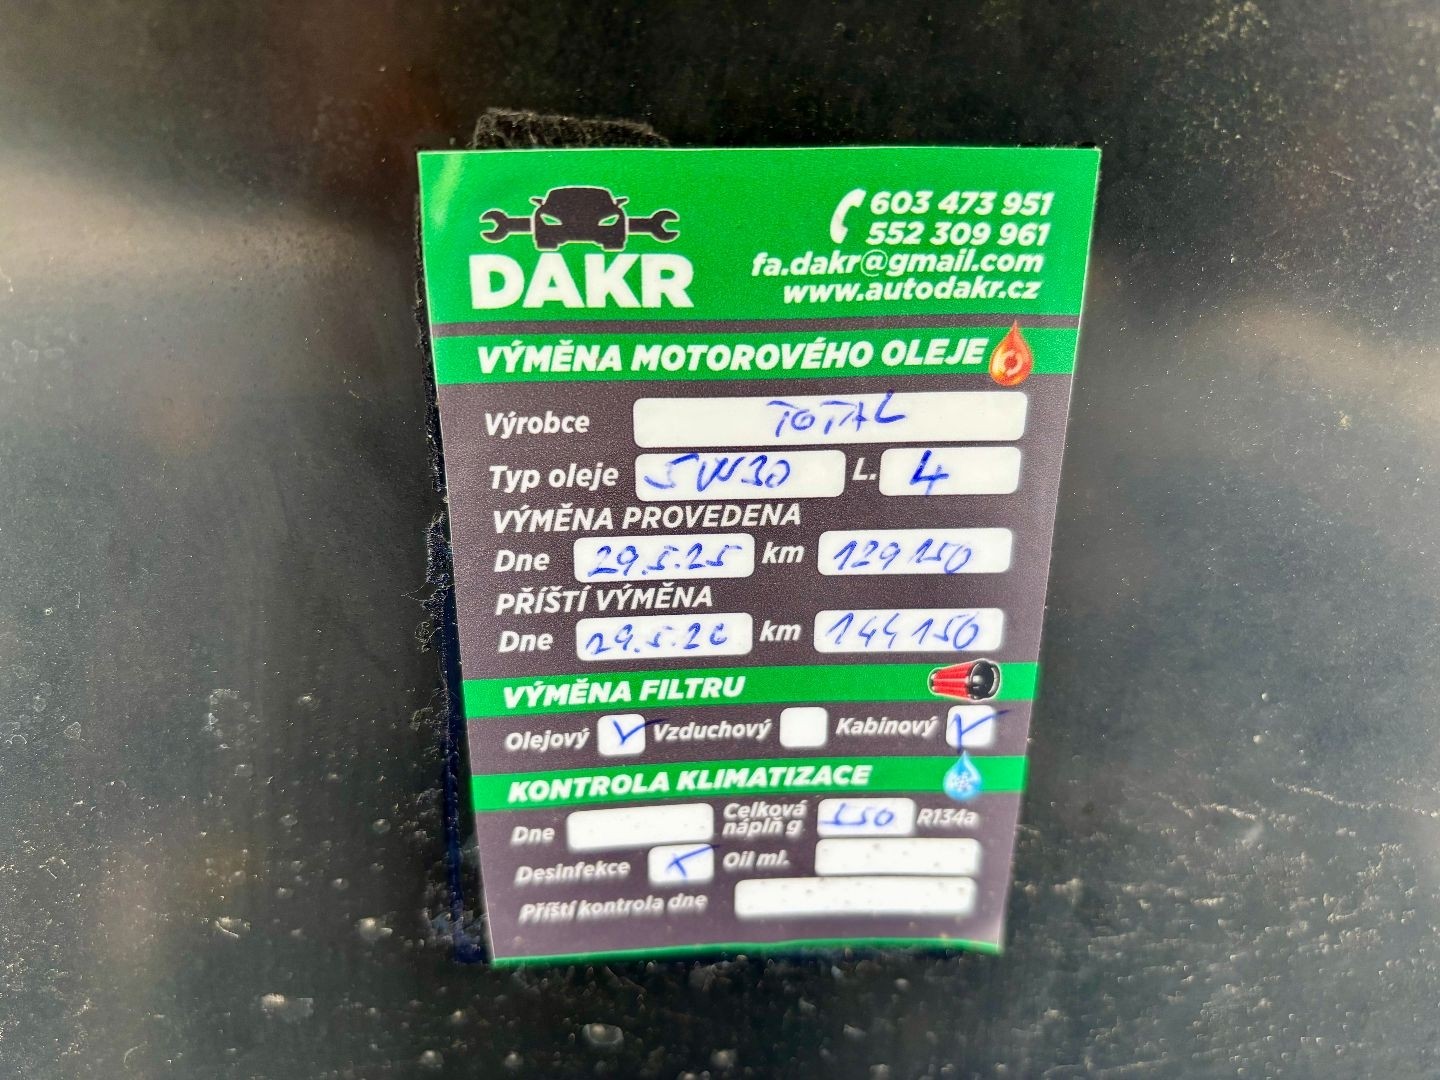 603 473 951
552 309 961
DAKR
fa.dakr@gmail.com
www.autodakr.cz
VÝMĚNA MOTOROVÉHO OLEJE
Výrobce TOTAL
Typ oleje 5W30 L. 4
VÝMĚNA PROVEDENA
Dne 29.5.25 km 129150
PŘÍŠTÍ VÝMĚNA
Dne 29.5.26 km 144150
VÝMĚNA FILTRU
Olejový Vzduchový Kabinový
KONTROLA KLIMATIZACE
Dne Celková náplň g 550 R134a
Desinfekce Oil ml.
Příští kontrola dne